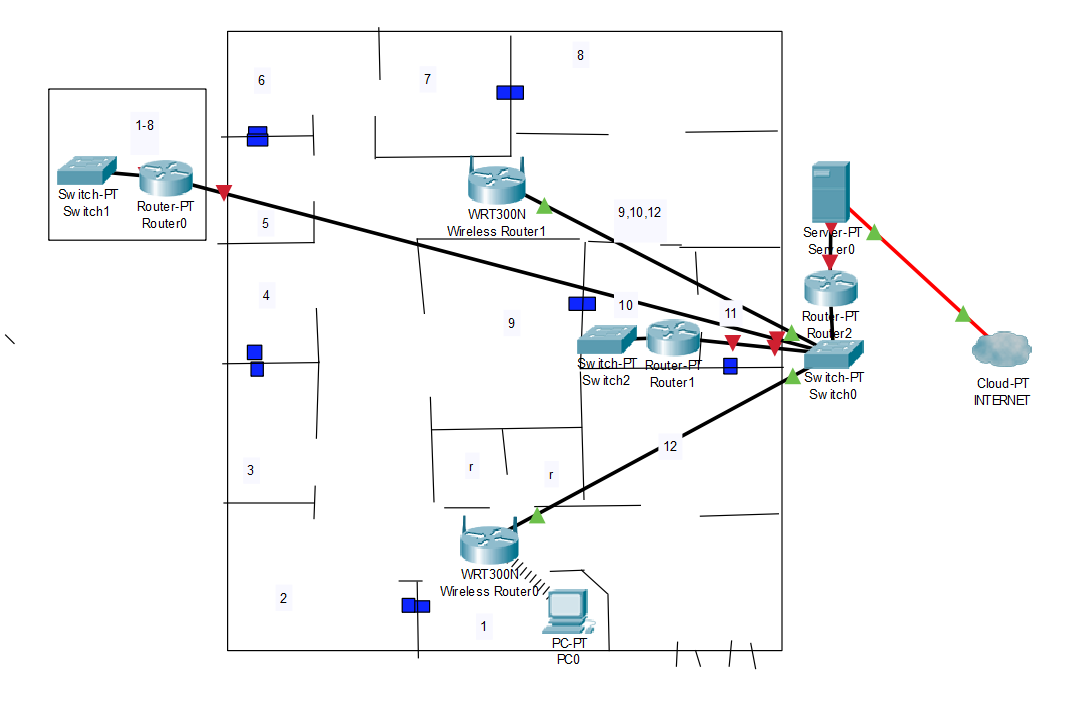 8
6
7
1-8
Switch-PT
Switch1
Router-PT
Router0
WRT300N
Wireless Router1
9,10,12
5
Server-PT
Server0
4
10
11
9
Router-PT
Router2
Switch-PT
Switch2
Router-PT
Router1
Switch-PT
Switch0
Cloud-PT
INTERNET
12
3
r
r
WRT300N
Wireless Router0
2
1
PC-PT
PC0